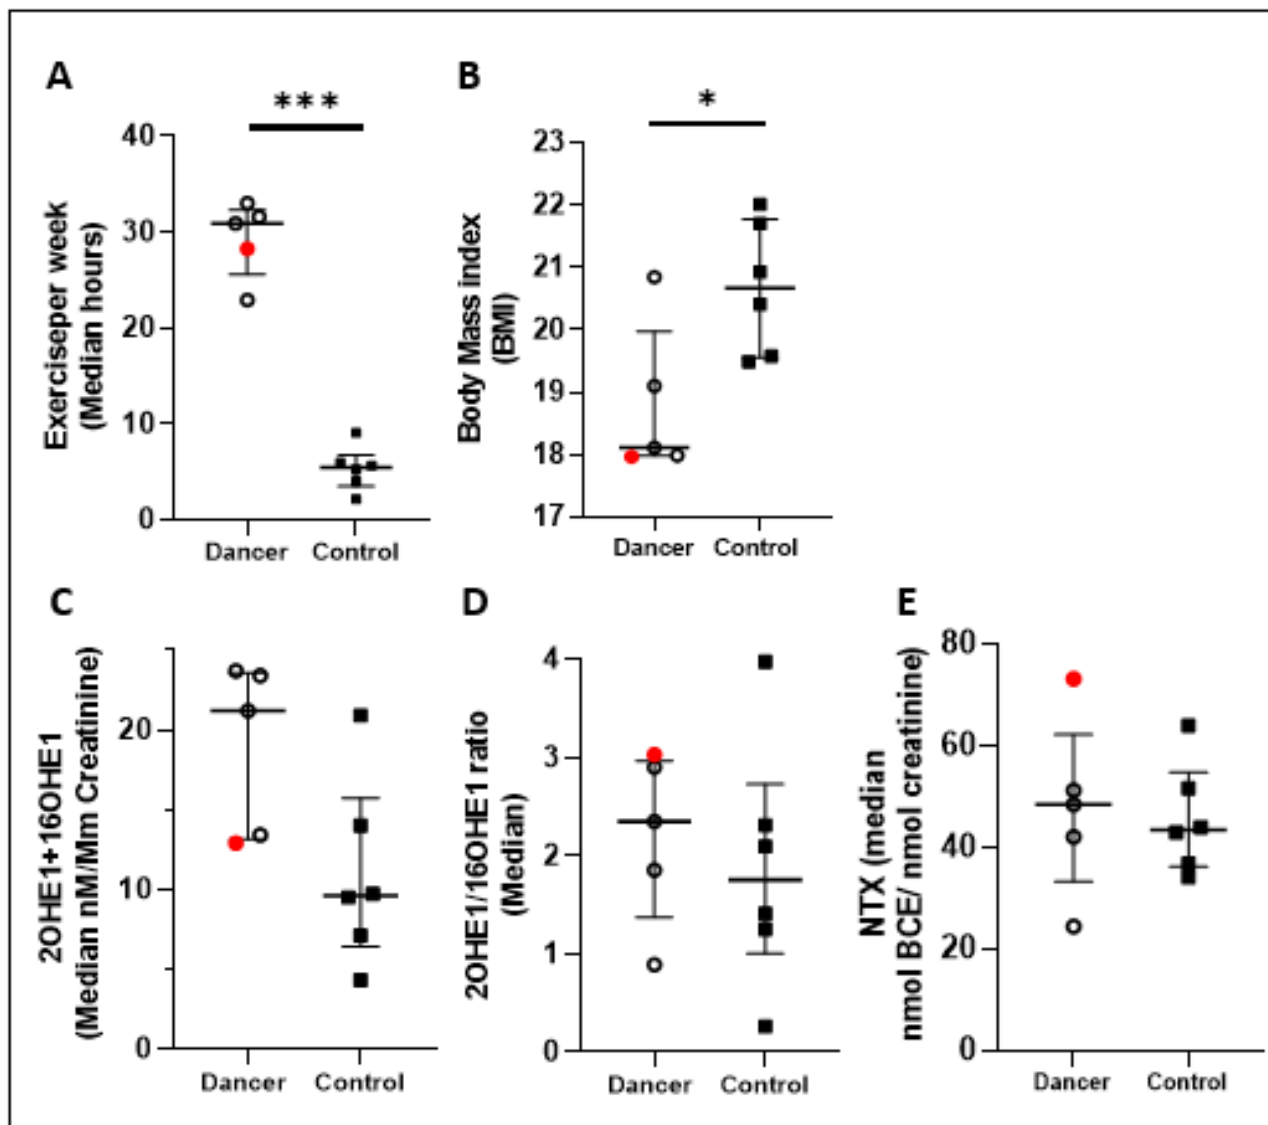 A
***
40
30
20
10
0
Exerciseper week
(Median hours)
Dancer Control
B
*
23
22
21
20
19
18
17
Body Mass index
(BMI)
Dancer Control
C
20
10
0
2OHE1+16OHE1
(Median nM/Mm Creatinine)
Dancer Control
D
4
3
2
1
0
2OHE1/16OHE1 ratio
(Median)
Dancer Control
E
80
60
40
20
0
NTX (median
nmol BCE/ nmol creatinine)
Dancer Control